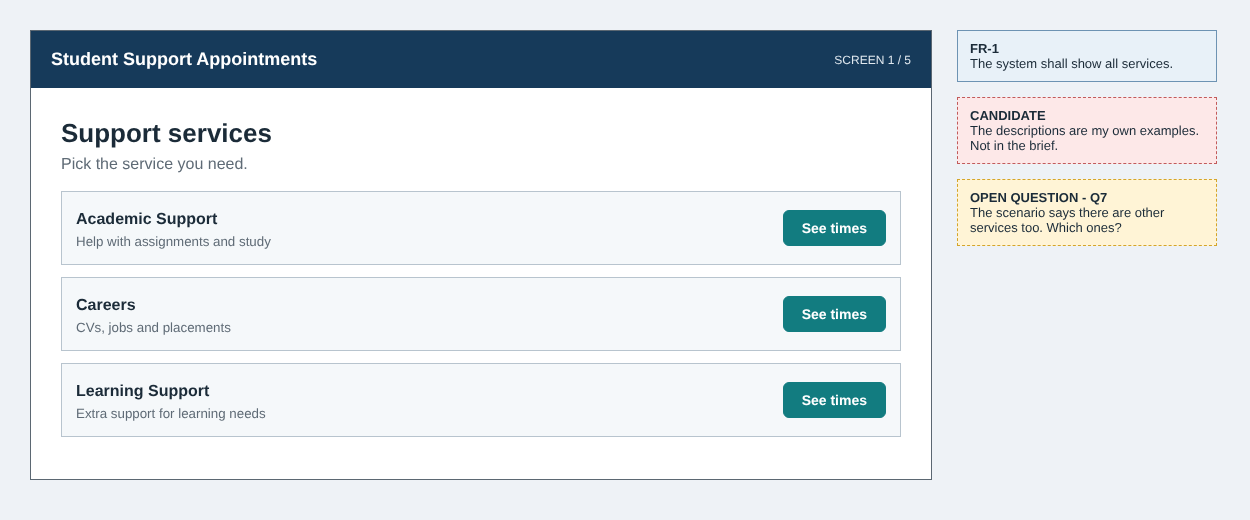 Student Support Appointments
SCREEN 1 / 5
Support services
Pick the service you need.
Academic Support
Help with assignments and study
See times
Careers
CVs, jobs and placements
See times
Learning Support
Extra support for learning needs
See times
FR-1
The system shall show all services.
CANDIDATE
The descriptions are my own examples.
Not in the brief.
OPEN QUESTION - Q7
The scenario says there are other
services too. Which ones?